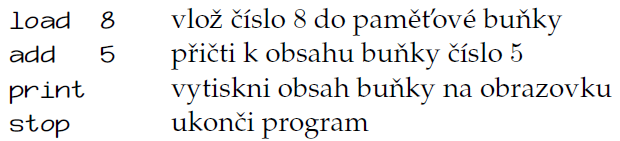 load 8 vlož číslo 8 do paměťové buňky
add 5 přičti k obsahu buňky číslo 5
print vytiskni obsah buňky na obrazovku
stop ukonči program